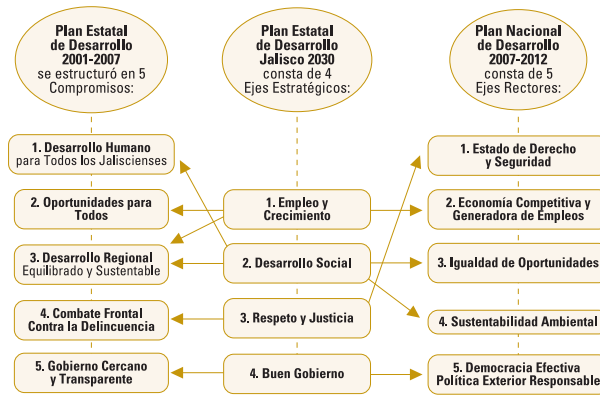 Plan Estatal
de Desarrollo
2001-2007
se estructuró en 5
Compromisos:
1. Desarrollo Humano
para Todos los Jaliscienses
2. Oportunidades para
Todos
3. Desarrollo Regional
Equilibrado y Sustentable
4. Combate Frontal
Contra la Delincuencia
5. Gobierno Cercano
y Transparente
Plan Estatal
de Desarrollo
Jalisco 2030
consta de 4
Ejes Estratégicos:
1. Empleo y
Crecimiento
2. Desarrollo Social
3. Respeto y Justicia
4. Buen Gobierno
Plan Nacional
de Desarrollo
2007-2012
consta de 5
Ejes Rectores:
1. Estado de Derecho
y Seguridad
2. Economía Competitiva y
Generadora de Empleos
3. Igualdad de Oportunidades
4. Sustentabilidad Ambiental
5. Democracia Efectiva
Política Exterior Responsable